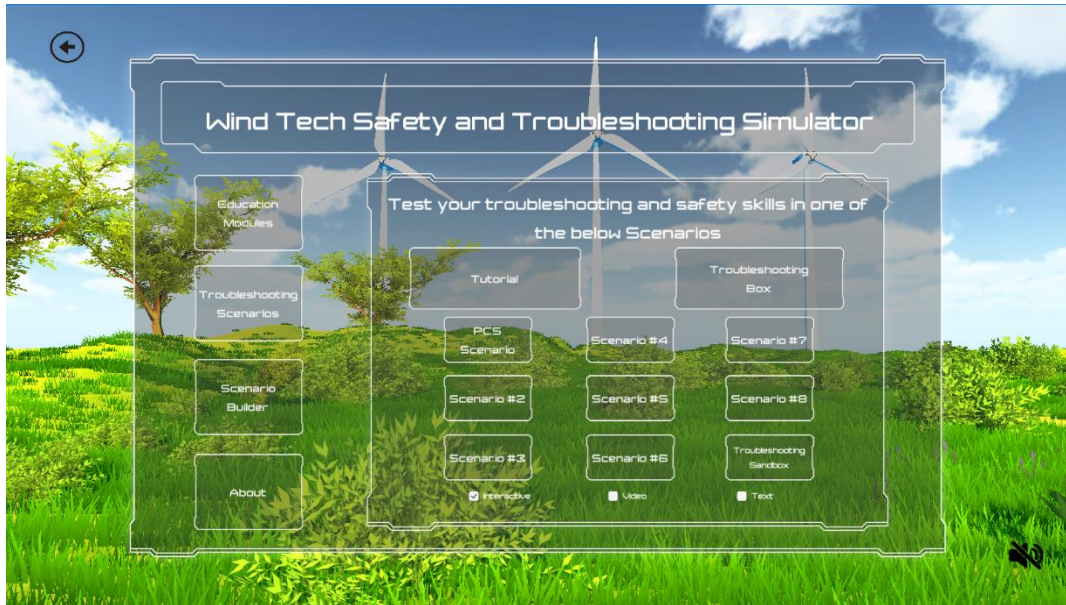 Wind Tech Safety and Troubleshooting Simulator
Education
Modules
Troubleshooting
Scenarios
Scenario
Builder
About
Test your troubleshooting and safety skills in one of
the below Scenarios
Tutorial
Troubleshooting
Box
PCS
Scenario
Scenario #4
Scenario #7
Scenario #2
Scenario #5
Scenario #8
Scenario #3
Scenario #6
Troubleshooting
Sandbox
Interactive
Video
Text